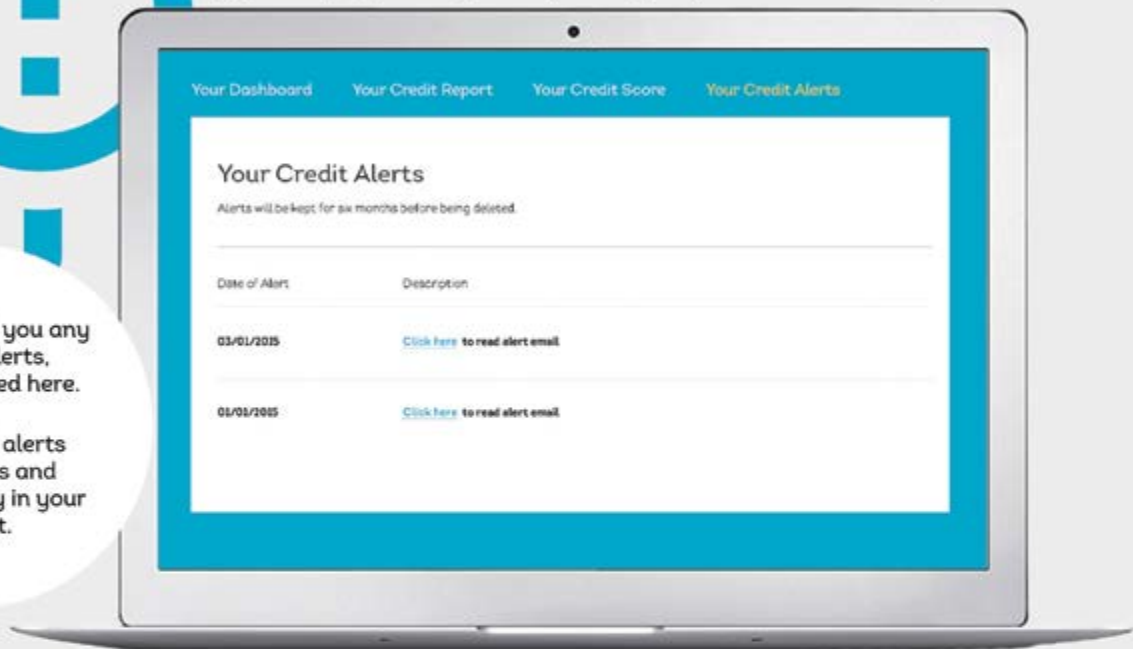 Your Dashboard Your Credit Report Your Credit Score Your Credit Alerts
Your Credit Alerts
Alerts will be kept for six months before being deleted.
Date of Alert Description
03/01/2015 Click here to read alert email
01/01/2015 Click here to read alert email
you any
erts,
ed here.
alerts
s and
in your
t.